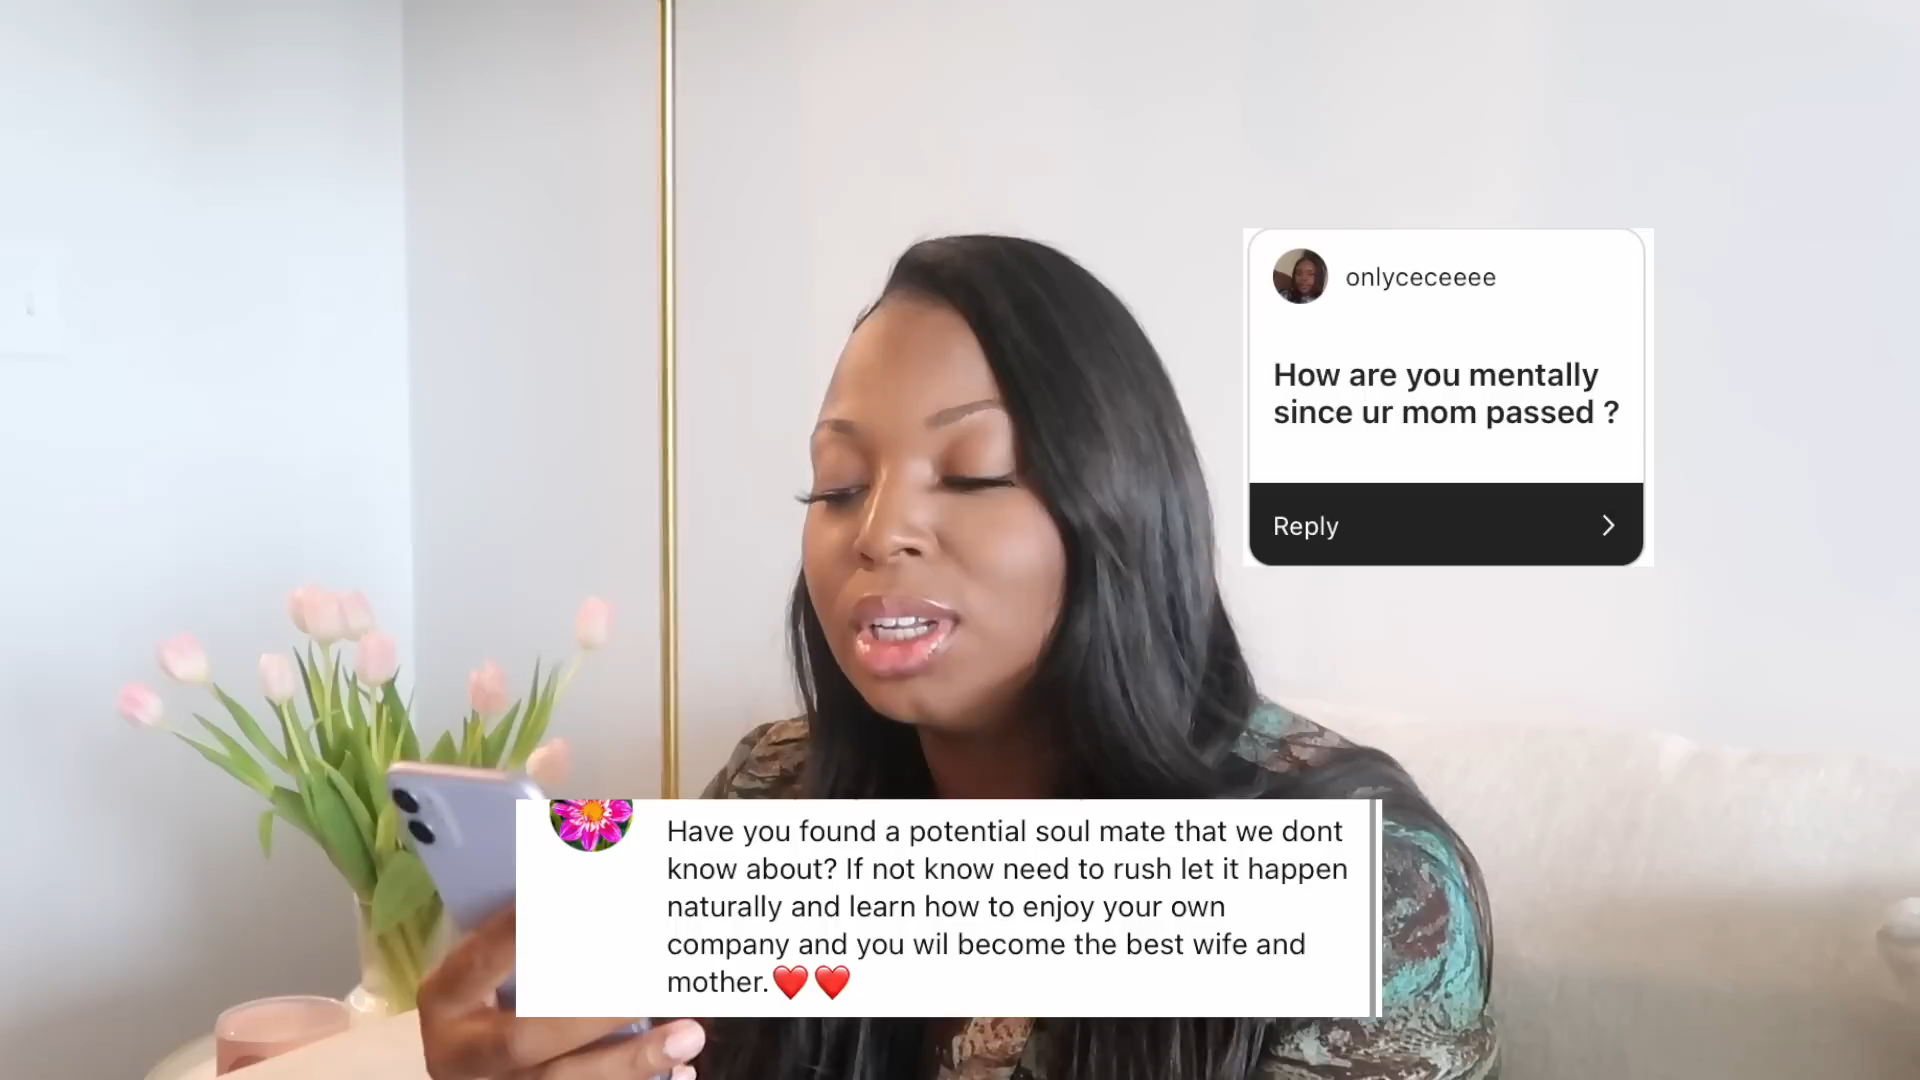 onlyceceeee
How are you mentally
since ur mom passed ?
Reply
Have you found a potential soul mate that we dont
know about? If not know need to rush let it happen
naturally and learn how to enjoy your own
company and you wil become the best wife and
mother.❤️❤️